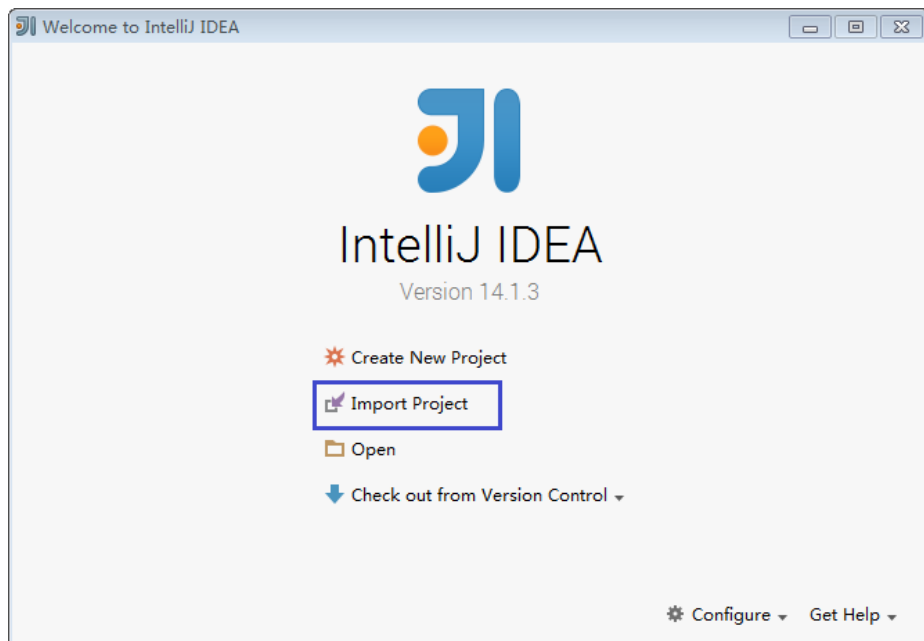 Welcome to IntelliJ IDEA
IntelliJ IDEA
Version 14.1.3
Create New Project
Import Project
Open
Check out from Version Control
Configure Get Help